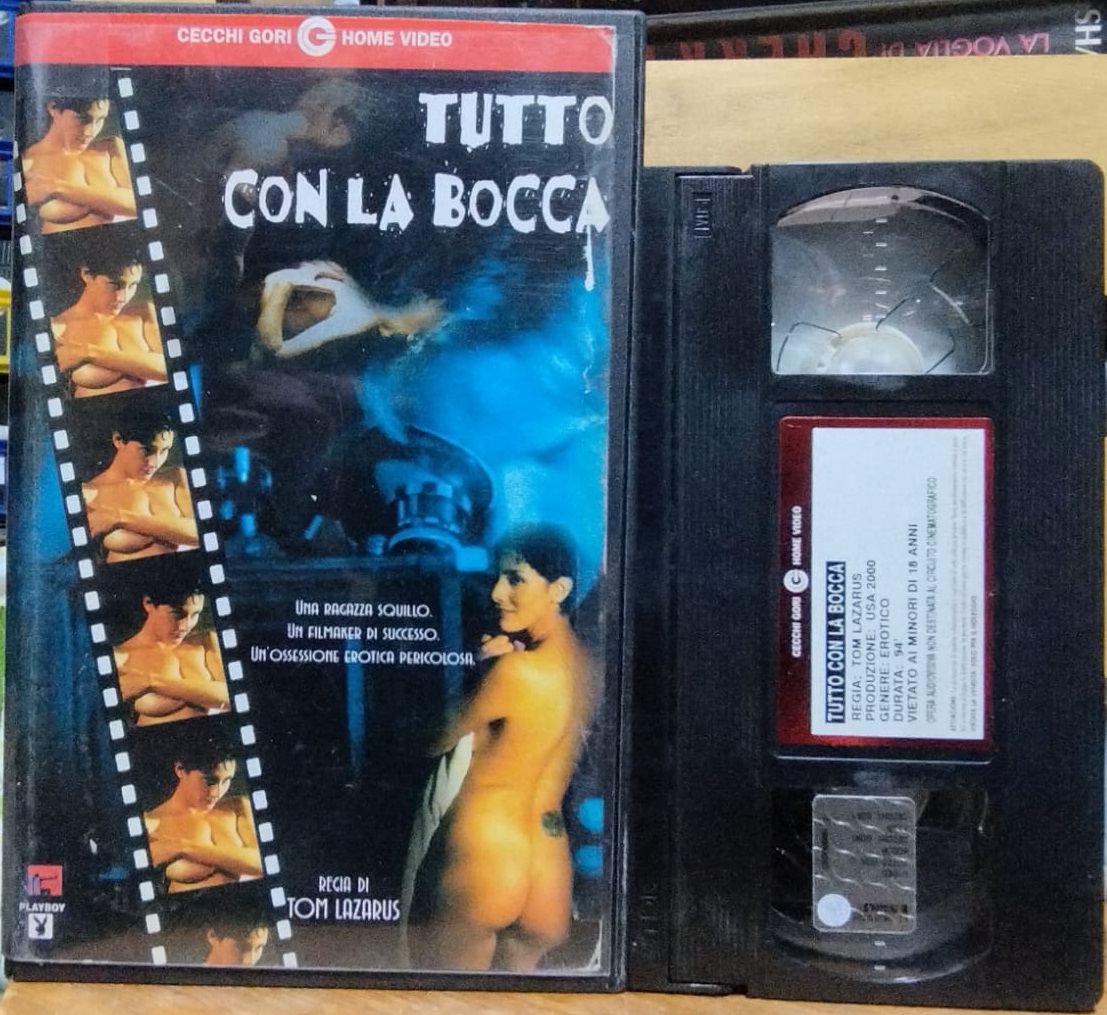 CECCHI GORI HOME VIDEO
TUTTO
CON LA BOCCA
UNA RAGAZZA SQUILLO.
UN FILMAKER DI SUCCESSO.
UN'OSSESSIONE EROTICA PERICOLOSA.
REGIA DI
TOM LAZARUS
PLAYBOY
VHS
LA VOGLIA DI
CECCHI GORI HOME VIDEO
TUTTO CON LA BOCCA
REGIA: TOM LAZARUS
PRODUZIONE: USA 2000
GENERE: EROTICO
DURATA: 94'
VIETATO AI MINORI DI 18 ANNI
OPERA AUDIOVISIVA NON DESTINATA AL CIRCUITO CINEMATOGRAFICO